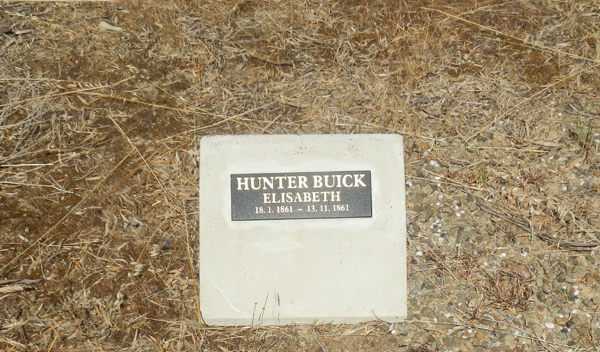 HUNTER BUICK
ELISABETH
18. 1. 1861 – 13. 11. 1861